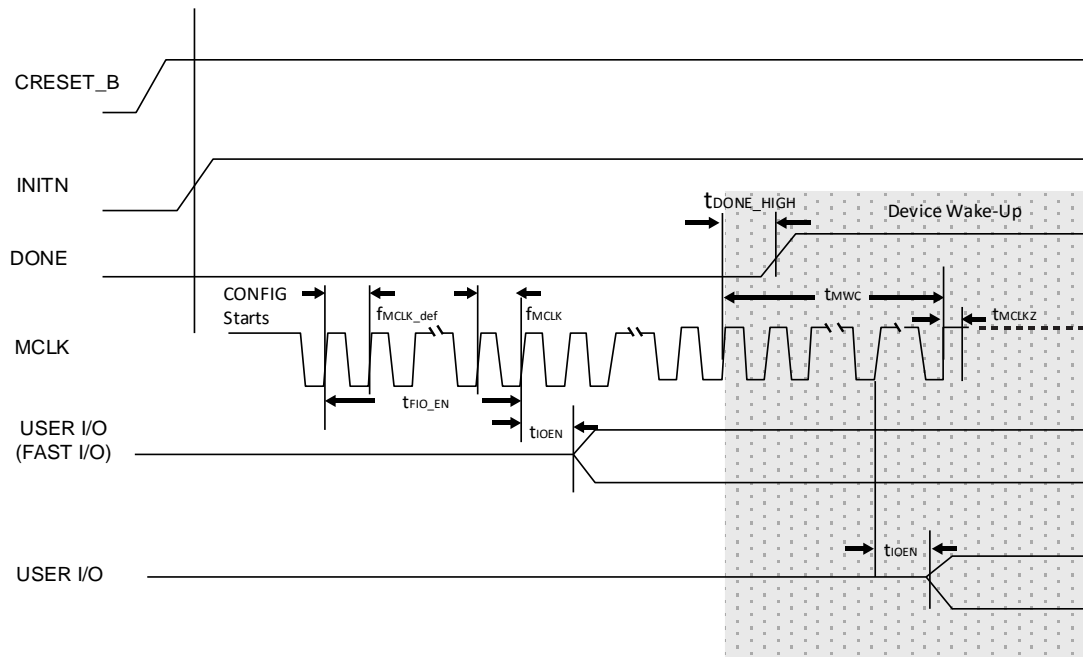 CRESET_B
INITN
tDONE_HIGH
Device Wake-Up
DONE
CONFIG
Starts
fMCLK_def
fMCLK
tMWC
tMCLKZ
MCLK
tFIO_EN
USER I/O
(FAST I/O)
tIOEN
tIOEN
USER I/O